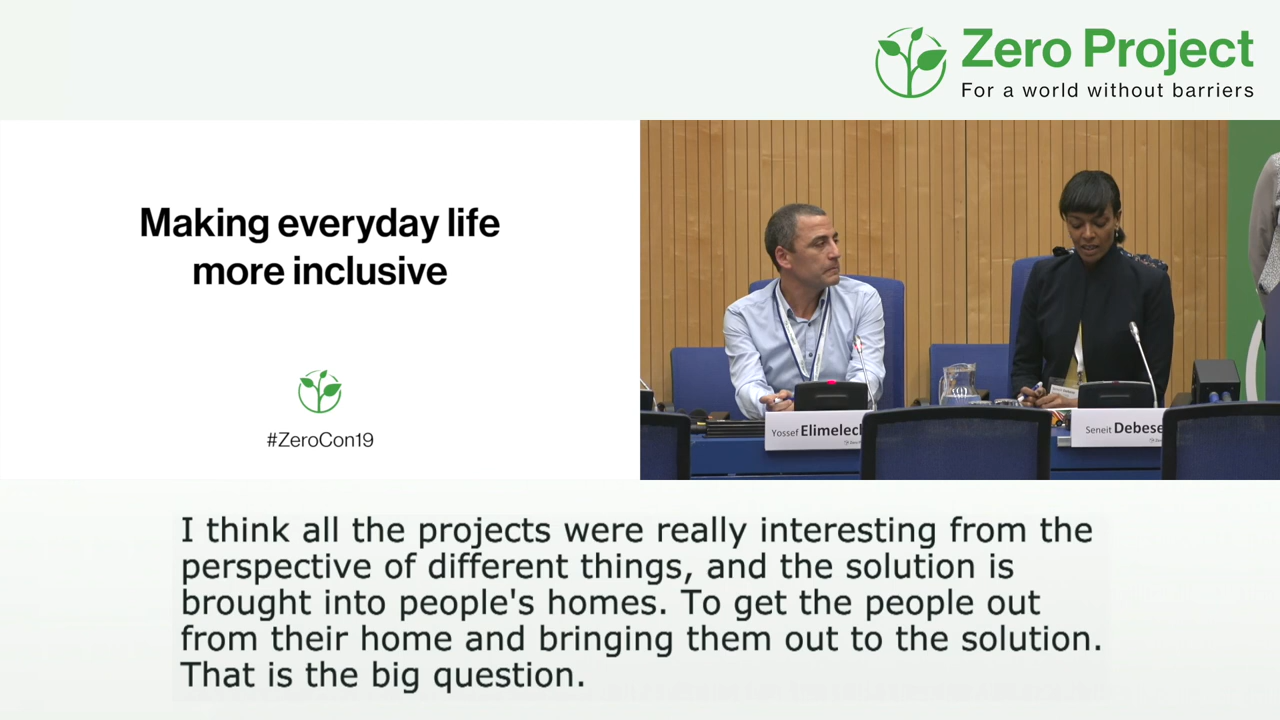 Zero Project
For a world without barriers
Making everyday life
more inclusive
#ZeroCon19
Yossef Elimelech
Seneit Debese
I think all the projects were really interesting from the
perspective of different things, and the solution is
brought into people's homes. To get the people out
from their home and bringing them out to the solution.
That is the big question.